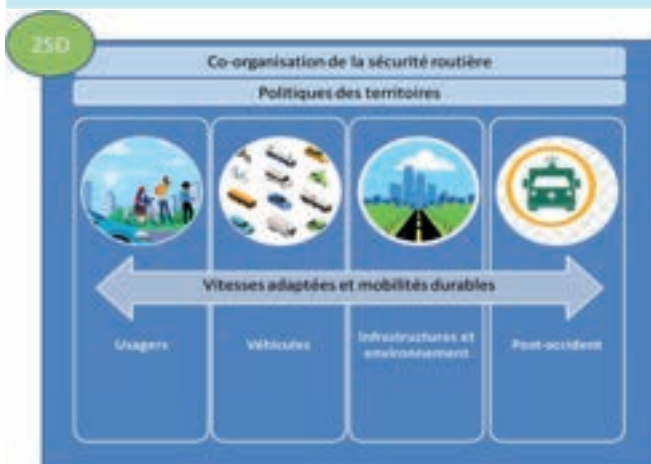 2SD
Co-organisation de la sécurité routière
Politiques des territoires
Vitesses adaptées et mobilités durables
Usagers
Véhicules
Infrastructures et
environnement
Post-accident